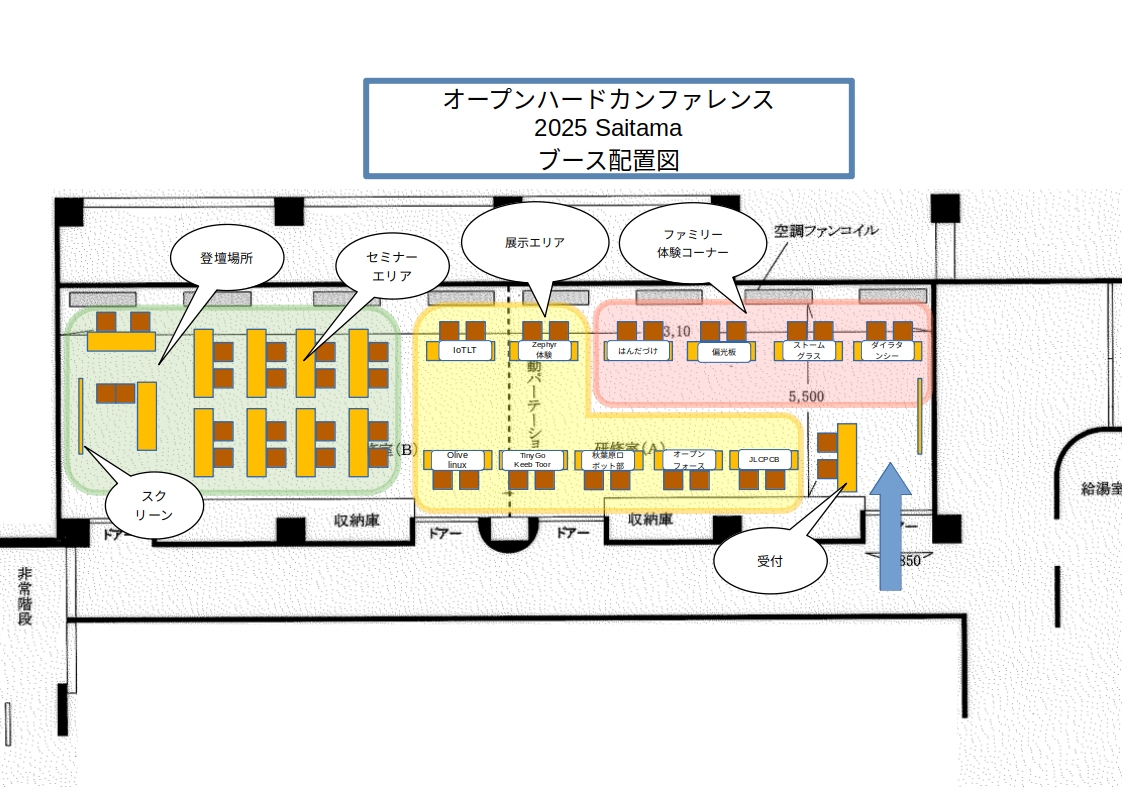 オープンハードカンファレンス
2025 Saitama
ブース配置図
空調ファンコイル
登壇場所
セミナー
エリア
展示エリア
ファミリー
体験コーナー
3,10
IoTLT
Zephyr
体験
はんだづけ
偏光板
ストーム
グラス
ダイラタ
ンシー
動パーテーショ
5,500
室(B)
研修室(A)
Olive
linux
TinyGo
Keeb Toor
秋葉原ロ
ボット部
オープン
フォース
JLCPCB
給湯室
スク
リーン
収納庫
収納庫
ドアー
ドアー
ドアー
アー
受付
850
非常階段